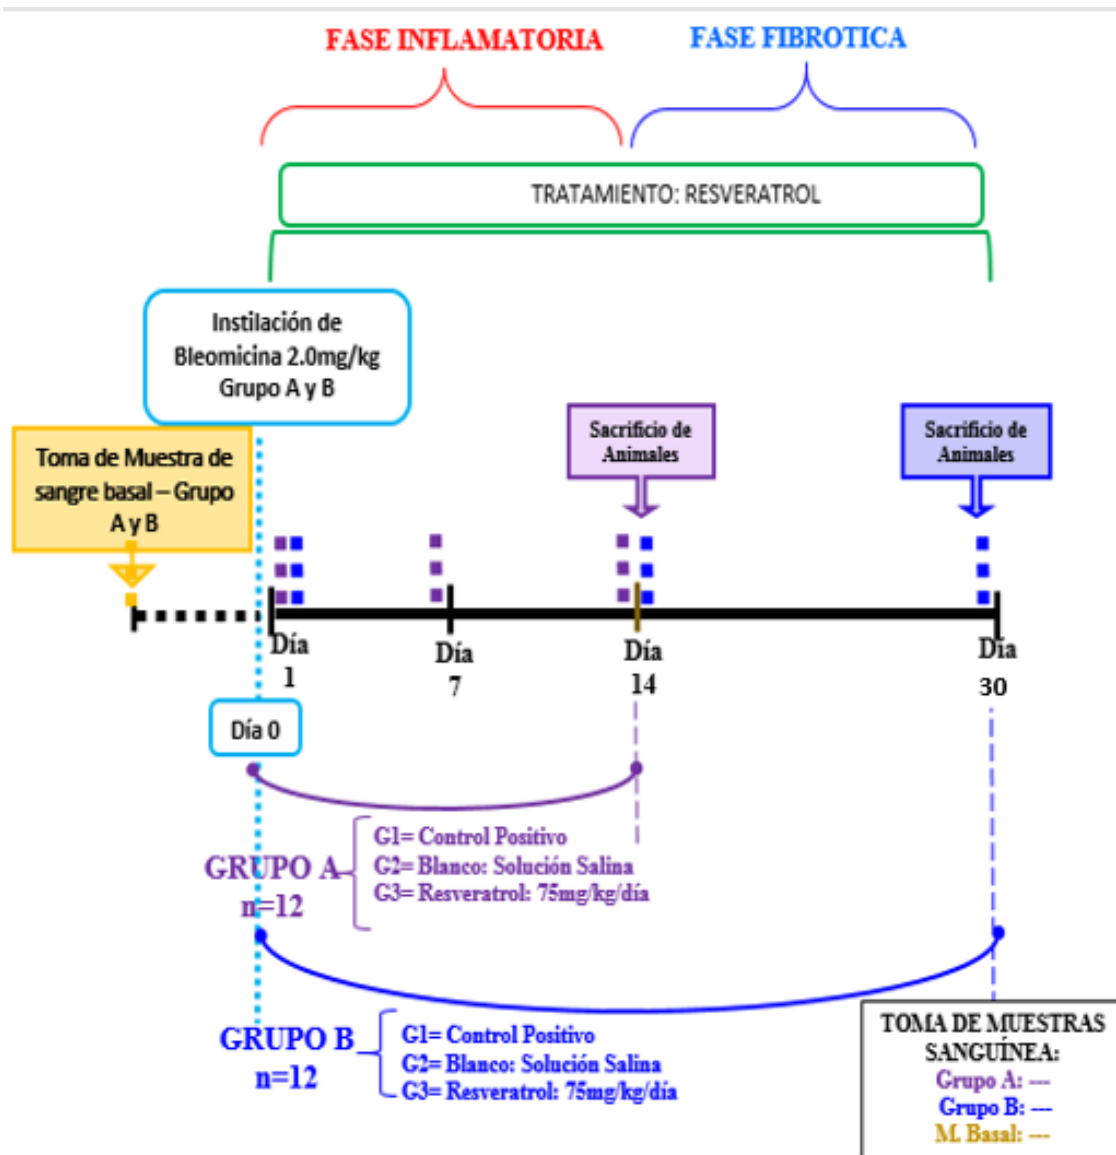 FASE INFLAMATORIA
FASE FIBROTICA
TRATAMIENTO: RESVERATROL
Instilación de
Bleomicina 2.0mg/kg
Grupo A y B
Toma de Muestra de
sangre basal – Grupo
A y B
Sacrificio de
Animales
Sacrificio de
Animales
Día
1
Día
7
Día
14
Día
30
Día 0
GRUPO A
n=12
G1= Control Positivo
G2= Blanco: Solución Salina
G3= Resveratrol: 75mg/kg/día
GRUPO B
n=12
G1= Control Positivo
G2= Blanco: Solución Salina
G3= Resveratrol: 75mg/kg/día
TOMA DE MUESTRAS
SANGUÍNEA:
Grupo A: ---
Grupo B: ---
M. Basal: ---